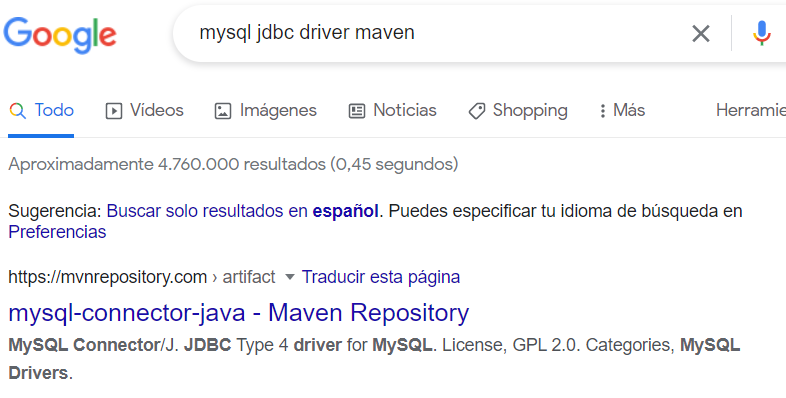 Google
mysql jdbc driver maven
Todo Vídeos Imágenes Noticias Shopping Más Herramie
Aproximadamente 4.760.000 resultados (0,45 segundos)
Sugerencia: Buscar solo resultados en español. Puedes especificar tu idioma de búsqueda en
Preferencias
https://mvnrepository.com › artifact Traducir esta página
mysql-connector-java - Maven Repository
MySQL Connector/J. JDBC Type 4 driver for MySQL. License, GPL 2.0. Categories, MySQL
Drivers.